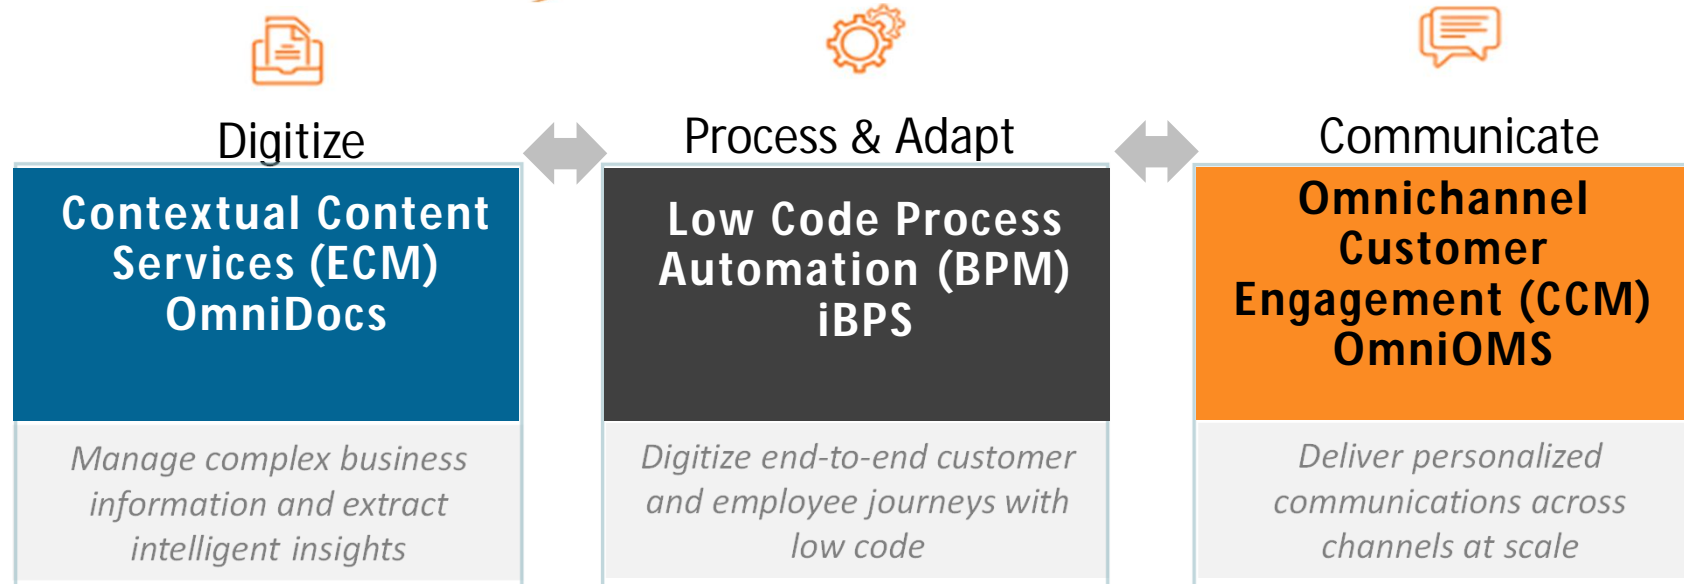 Digitize
Contextual Content
Services (ECM)
OmniDocs
Manage complex business
information and extract
intelligent insights
Process & Adapt
Low Code Process
Automation (BPM)
iBPS
Digitize end-to-end customer
and employee journeys with
low code
Communicate
Omnichannel
Customer
Engagement (CCM)
OmniOMS
Deliver personalized
communications across
channels at scale